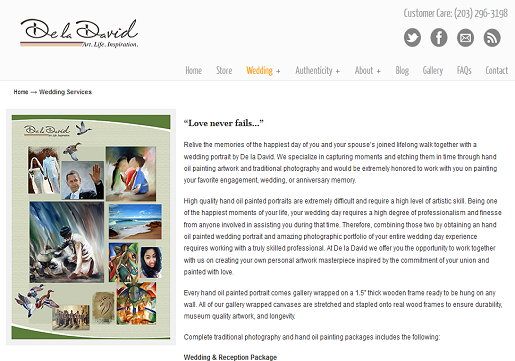 De la David
Art. Life. Inspiration.
Customer Care: (203) 296-3198
Home Store Wedding + Authenticity + About + Blog Gallery FAQs Contact
Home → Wedding Services
De la David
“Love never fails...”
Relive the memories of the happiest day of you and your spouse's joined lifelong walk together with a
wedding portrait by De la David. We specialize in capturing moments and etching them in time through hand
oil painting artwork and traditional photography and would be extremely honored to work with you on painting
your favorite wengagement, wedding, or anniversary memory.
High quality hand oil painted portraits are extremely difficult and require a high level of artistic skill. Being one
of the happiest moments of your life, your wedding day requires a high degree of professionalism and finesse
from anyone involved in assisting you during that time. Therefore, combining those two by obtaining an hand
oil painted wedding portrait and amazing photographic portfolio of your entire wedding day experience
requires working with a truly skilled professional. At De la David we offer you the opportunity to work together
with us on creating your own personal artwork masterpiece inspired by the commitment of your union and
painted with love.
Every hand oil painted portrait comes gallery wrapped on a 1.5" thick wooden frame ready to be hung on any
wall. All of our gallery wrapped canvases are stretched and stapled onto real wood frames to ensure durability,
museum quality artwork, and longevity.
Complete traditional photography and hand oil painting packages includes the following:
Wedding & Reception Package